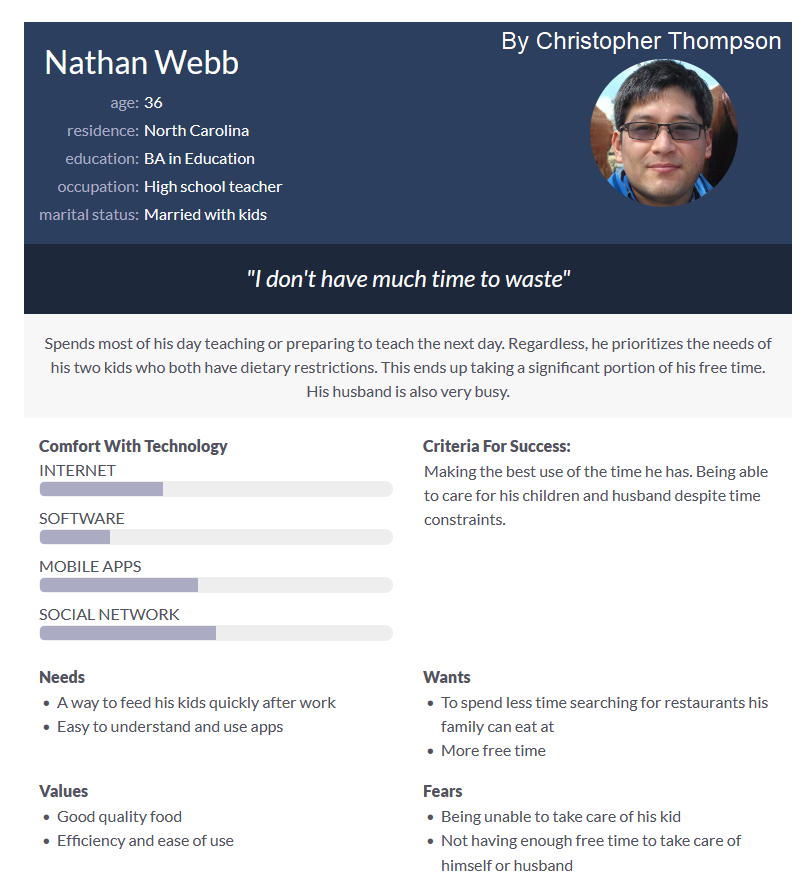 By Christopher Thompson
Nathan Webb
age: 36
residence: North Carolina
education: BA in Education
occupation: High school teacher
marital status: Married with kids
"I don't have much time to waste"
Spends most of his day teaching or preparing to teach the next day. Regardless, he prioritizes the needs of
his two kids who both have dietary restrictions. This ends up taking a significant portion of his free time.
His husband is also very busy.
Comfort With Technology
INTERNET
SOFTWARE
MOBILE APPS
SOCIAL NETWORK
Criteria For Success:
Making the best use of the time he has. Being able
to care for his children and husband despite time
constraints.
Needs
• A way to feed his kids quickly after work
• Easy to understand and use apps
Wants
• To spend less time searching for restaurants his
family can eat at
• More free time
Values
• Good quality food
• Efficiency and ease of use
Fears
• Being unable to take care of his kid
• Not having enough free time to take care of
himself or husband